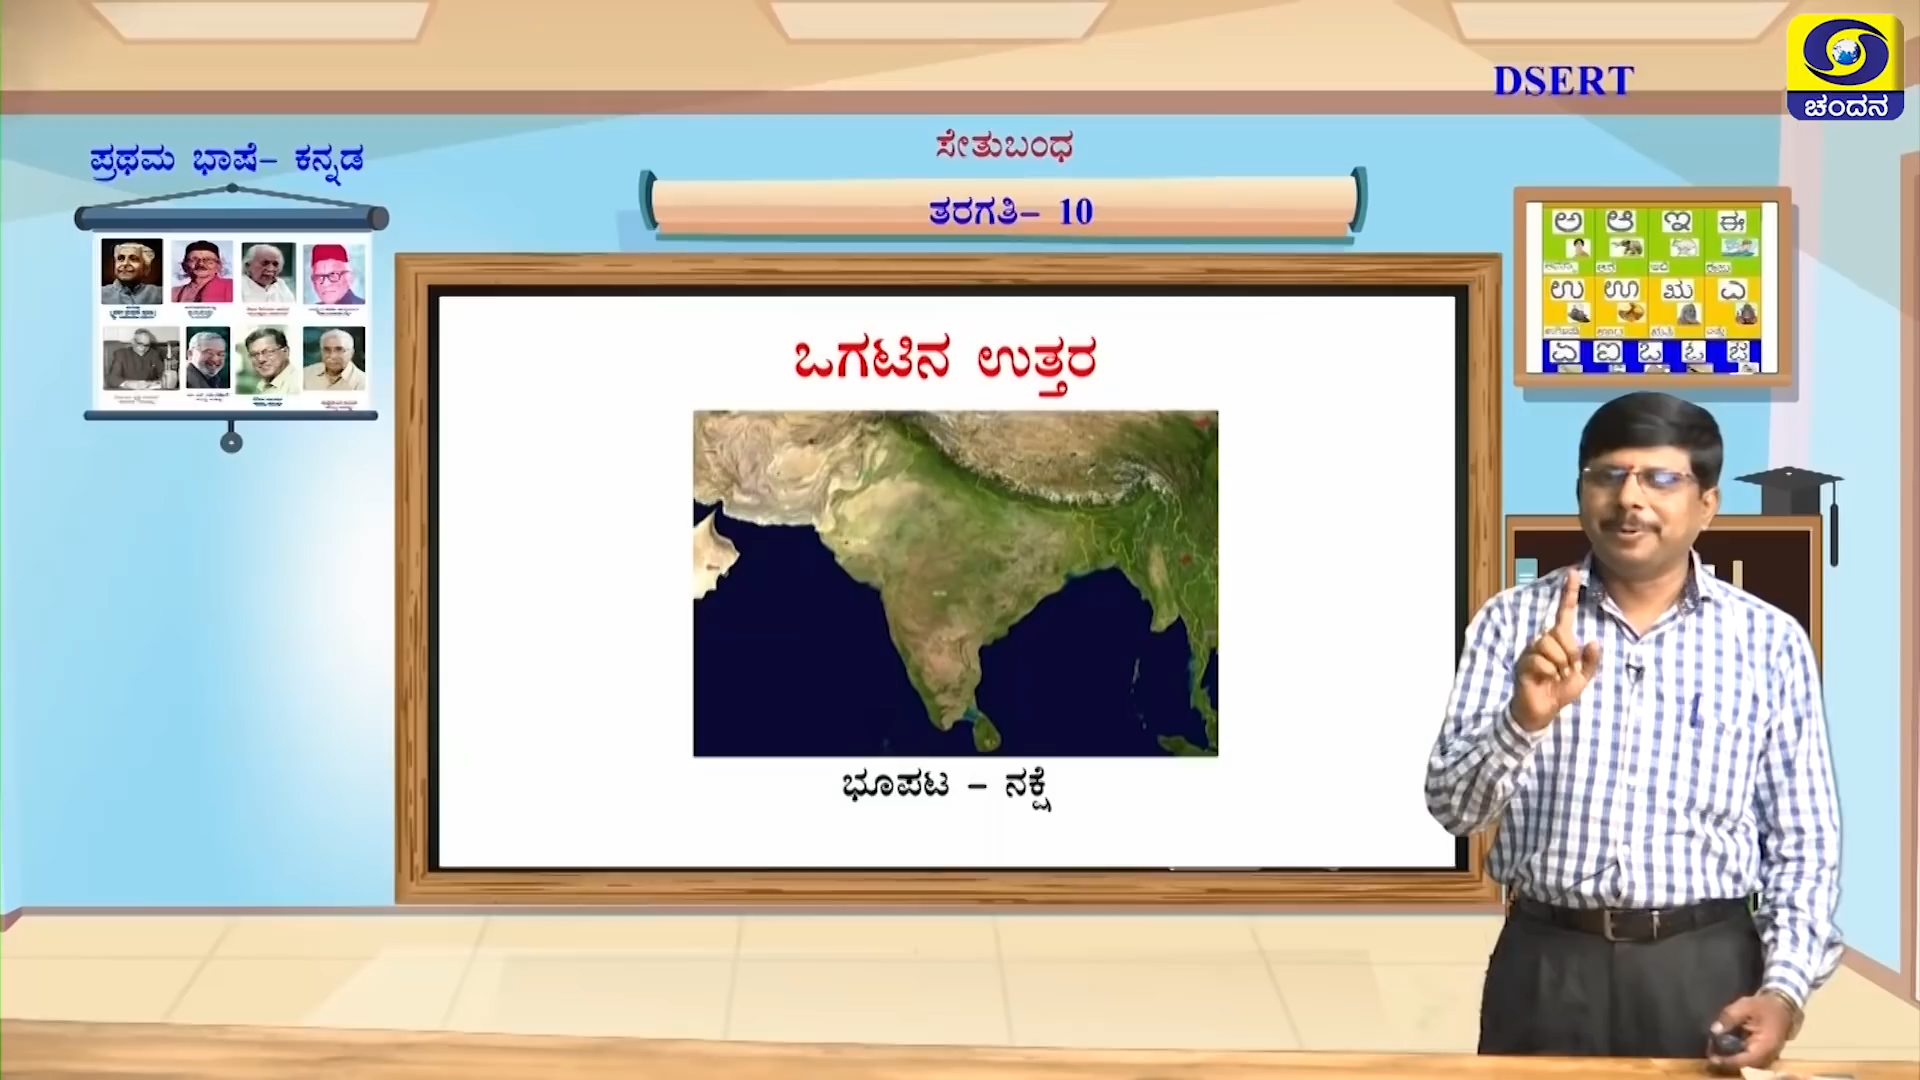 DSERT
ಚಂದನ
ಸೇತುಬಂಧ
ಪ್ರಥಮ ಭಾಷೆ- ಕನ್ನಡ
ತರಗತಿ- 10
ಒಗಟಿನ ಉತ್ತರ
ಭೂಪಟ - ನಕ್ಷೆ
ಅ ಆ ಇ ಈ
ಉ ಊ ಋ ಎ
ಏ ಐ ಒ ಓ ಔ